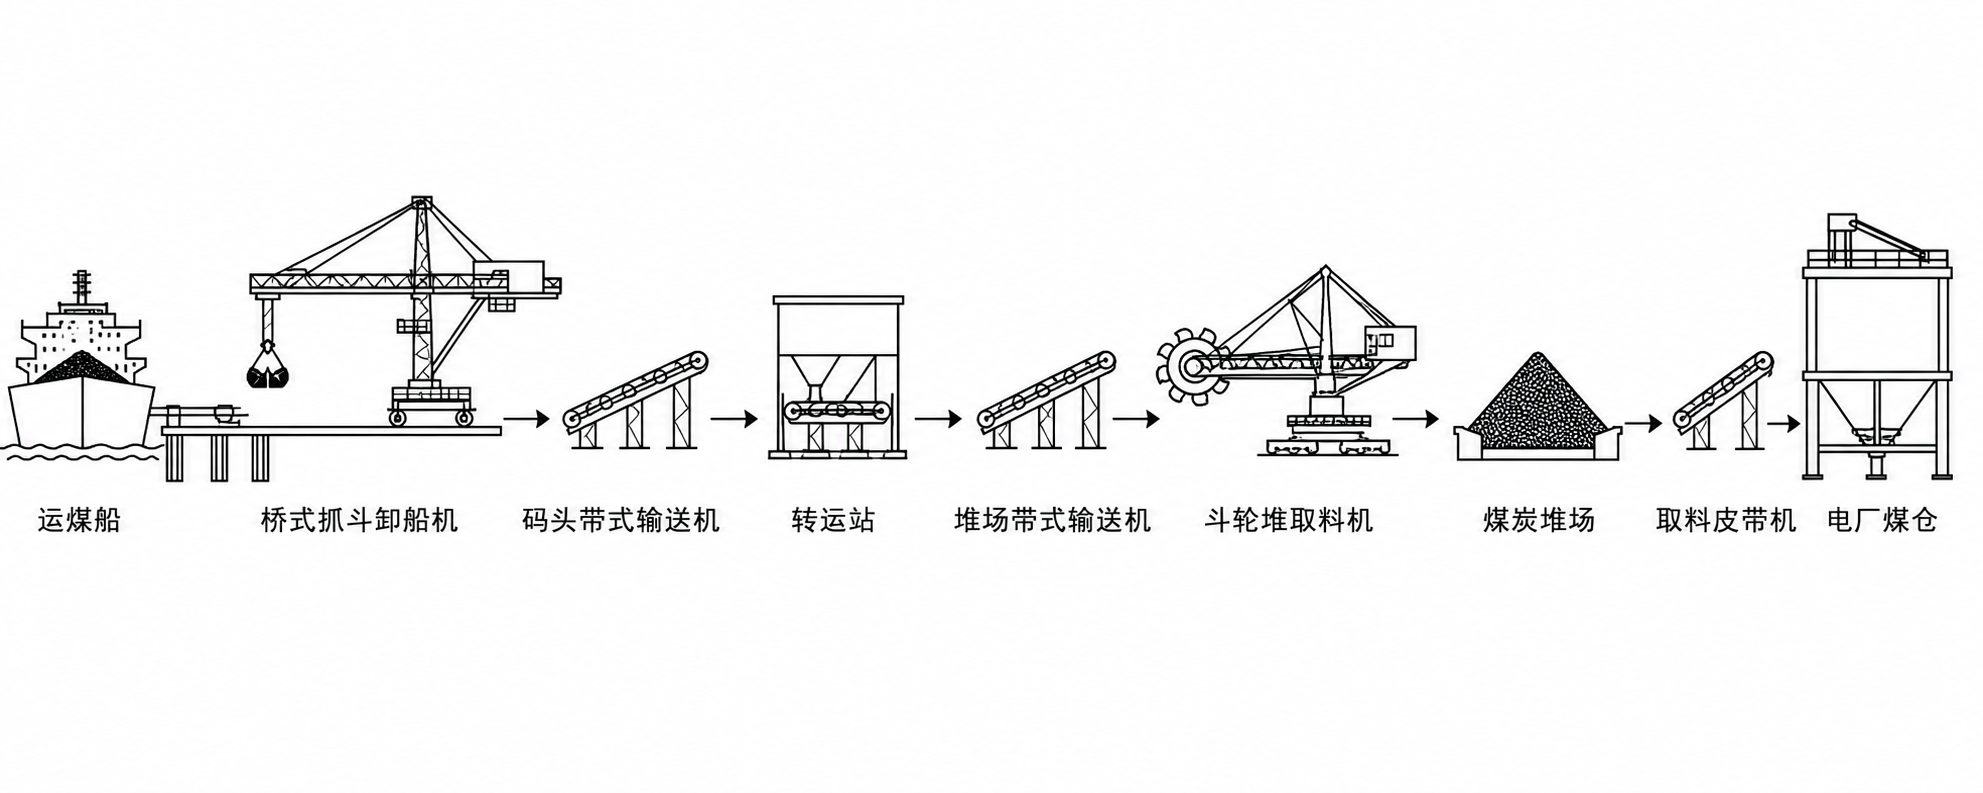 运煤船
桥式抓斗卸船机
码头带式输送机
转运站
堆场带式输送机
斗轮堆取料机
煤炭堆场
取料皮带机
电厂煤仓